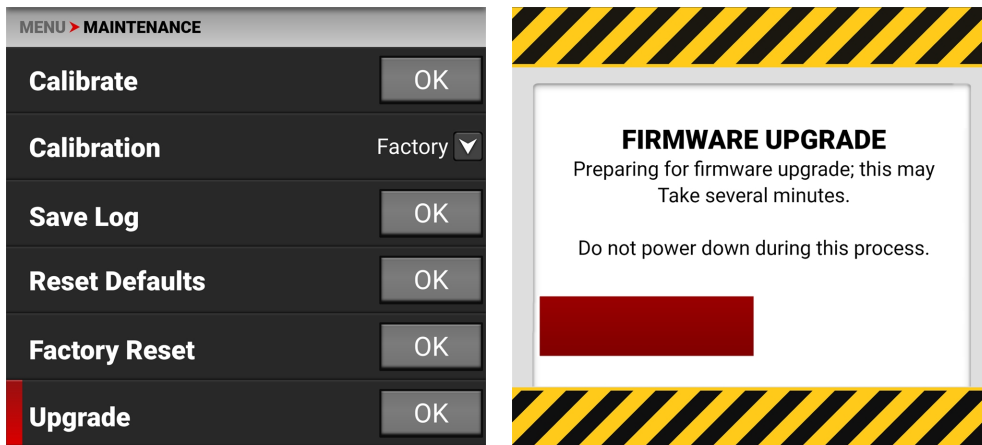 MENU > MAINTENANCE
Calibrate OK
Calibration Factory
Save Log OK
Reset Defaults OK
Factory Reset OK
Upgrade OK
FIRMWARE UPGRADE
Preparing for firmware upgrade; this may
Take several minutes.
Do not power down during this process.